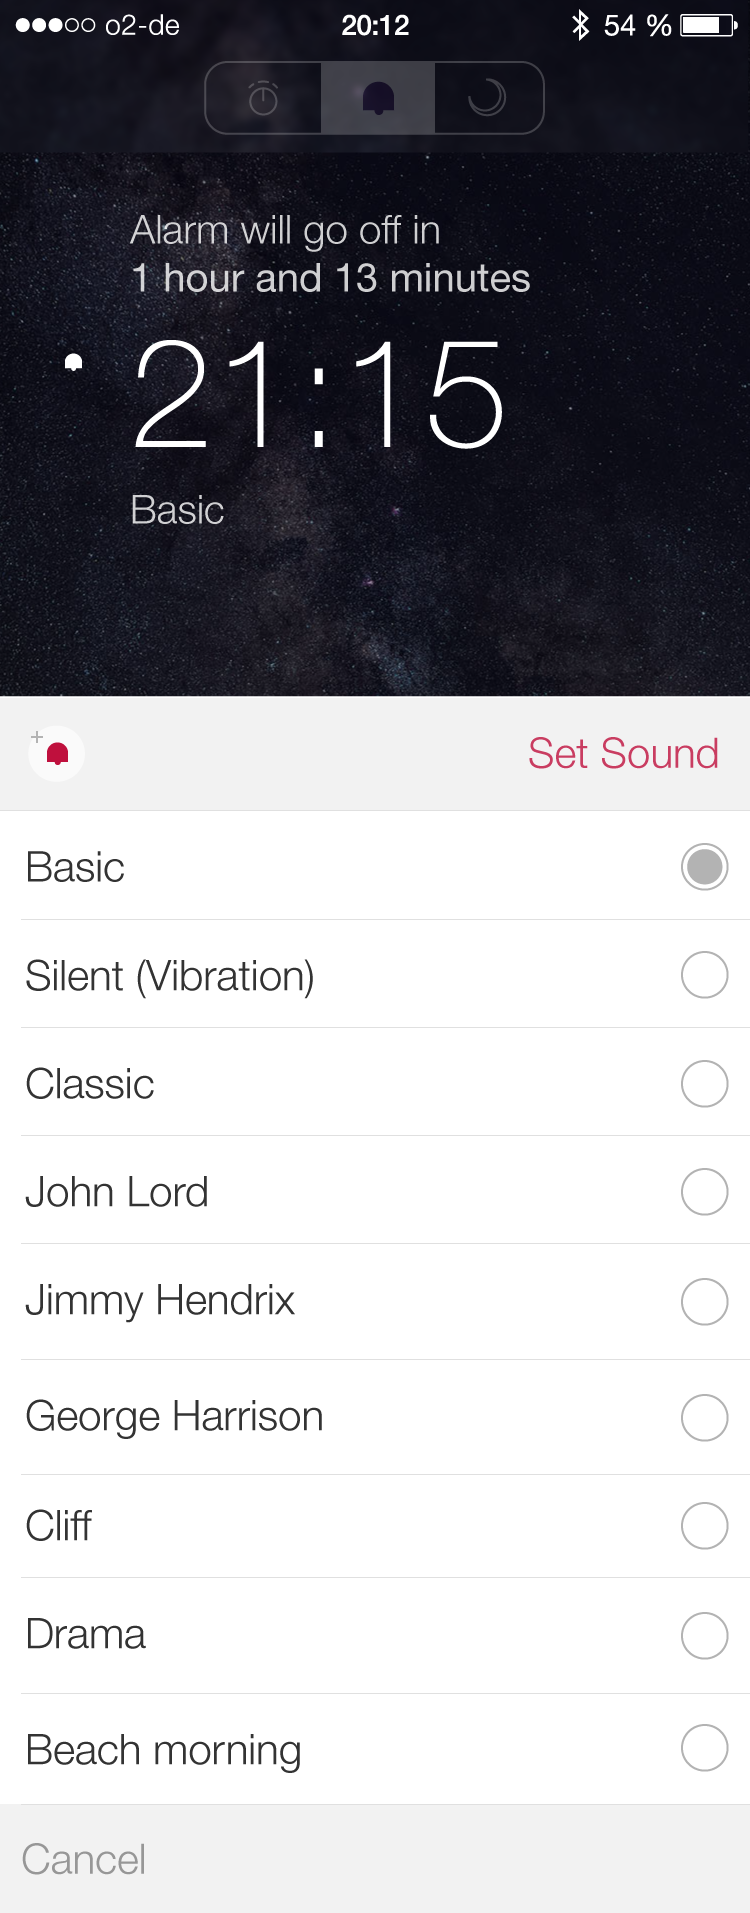 o2-de 20:12 54 %
Alarm will go off in
1 hour and 13 minutes
21:15
Basic
Set Sound
Basic
Silent (Vibration)
Classic
John Lord
Jimmy Hendrix
George Harrison
Cliff
Drama
Beach morning
Cancel